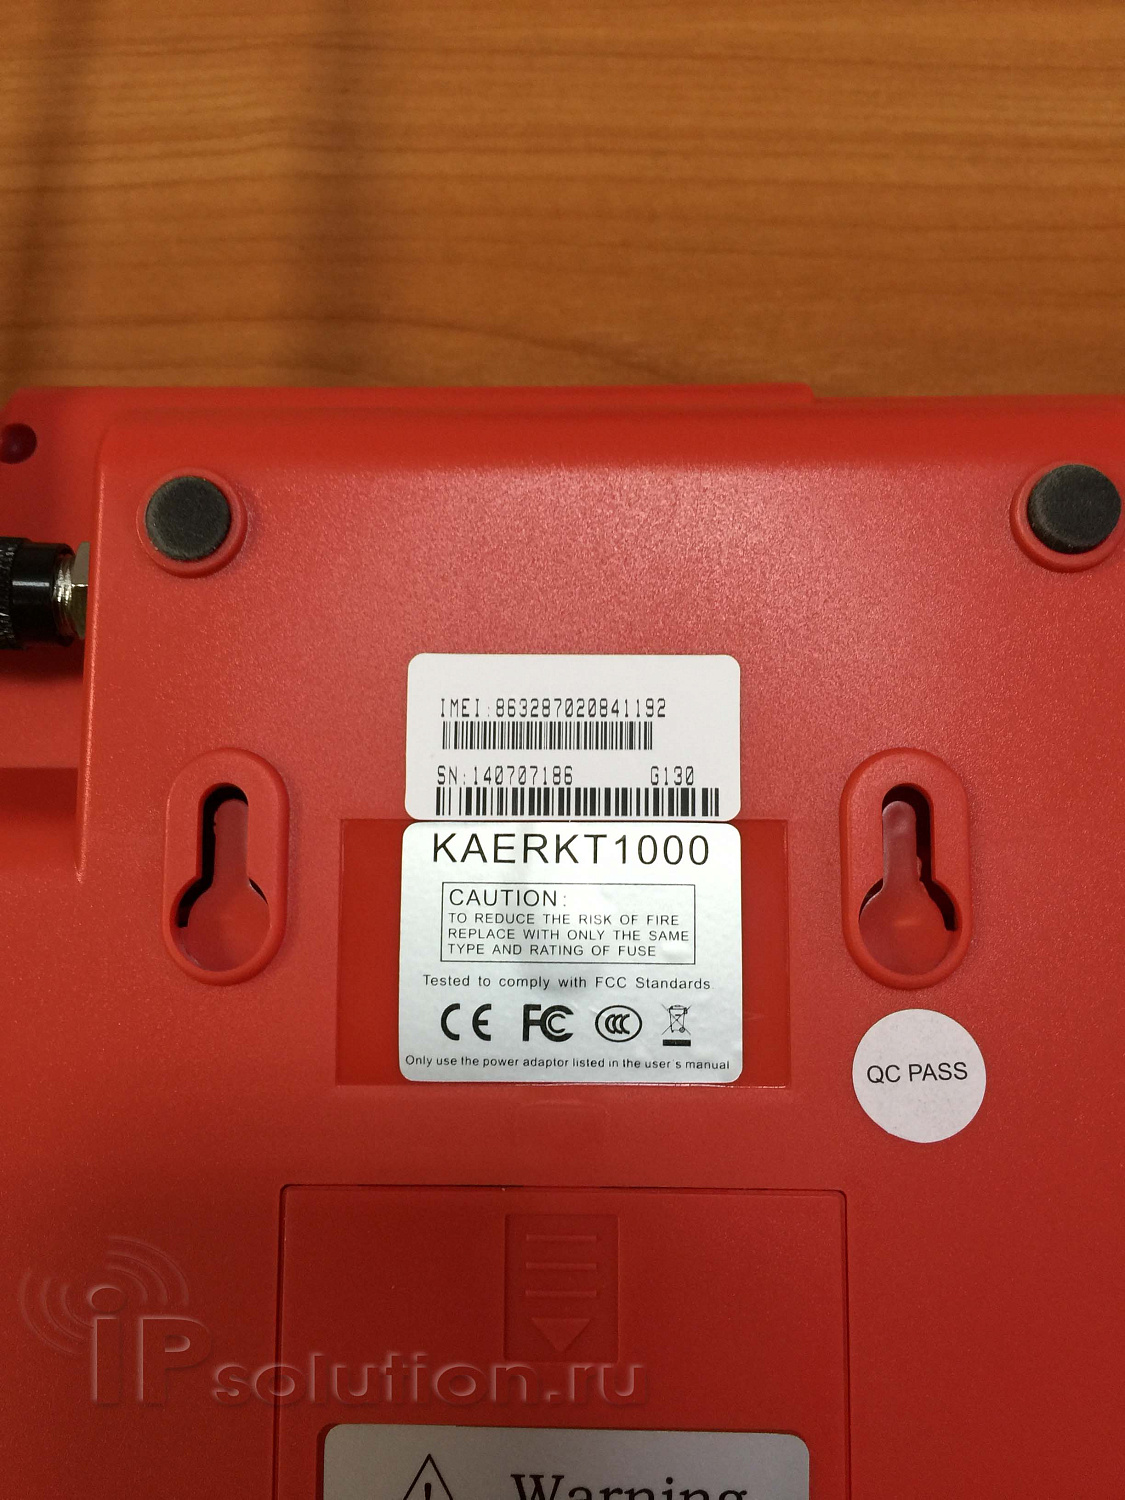 IMEI:863287020841192
SN:140707186 G130
KAERKT1000
CAUTION:
TO REDUCE THE RISK OF FIRE
REPLACE WITH ONLY THE SAME
TYPE AND RATING OF FUSE
Tested to comply with FCC Standards
CE FC CCC
Only use the power adaptor listed in the user's manual
QC PASS
iPsolution.ru
Warning